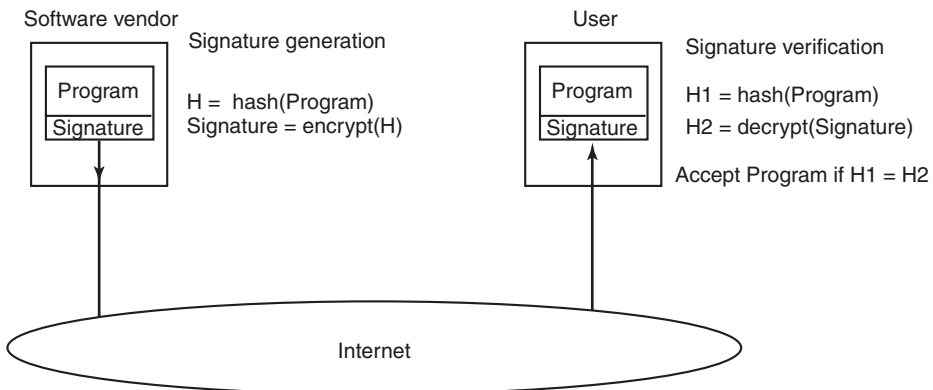 Software vendor
Signature generation
Program
Signature
H = hash(Program)
Signature = encrypt(H)
User
Signature verification
Program
Signature
H1 = hash(Program)
H2 = decrypt(Signature)
Accept Program if H1 = H2
Internet